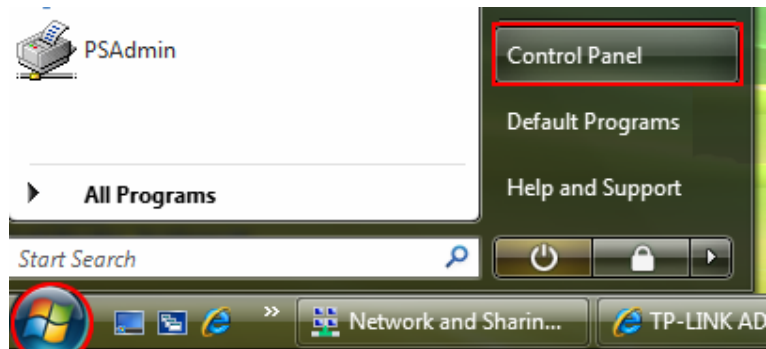 PSAdmin
Control Panel
Default Programs
All Programs
Help and Support
Start Search
Network and Sharin...
TP-LINK AD